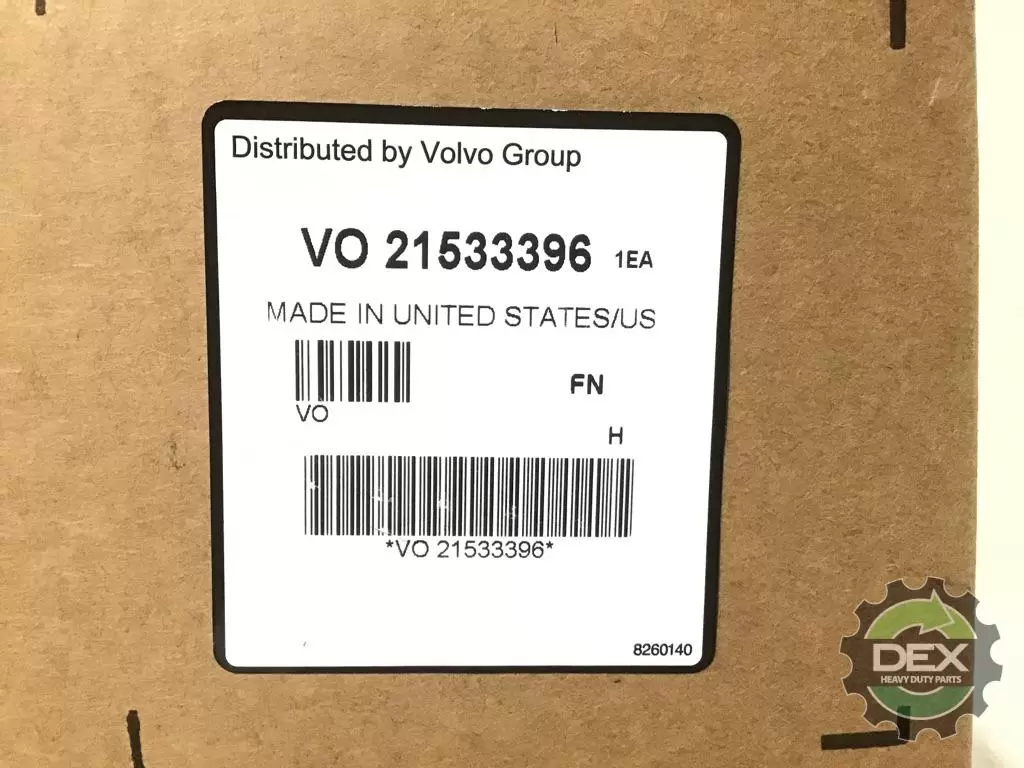 Distributed by Volvo Group
VO 21533396 1EA
MADE IN UNITED STATES/US
FN
VO
H
*VO 21533396*
8260140
DEX
HEAVY DUTY PARTS